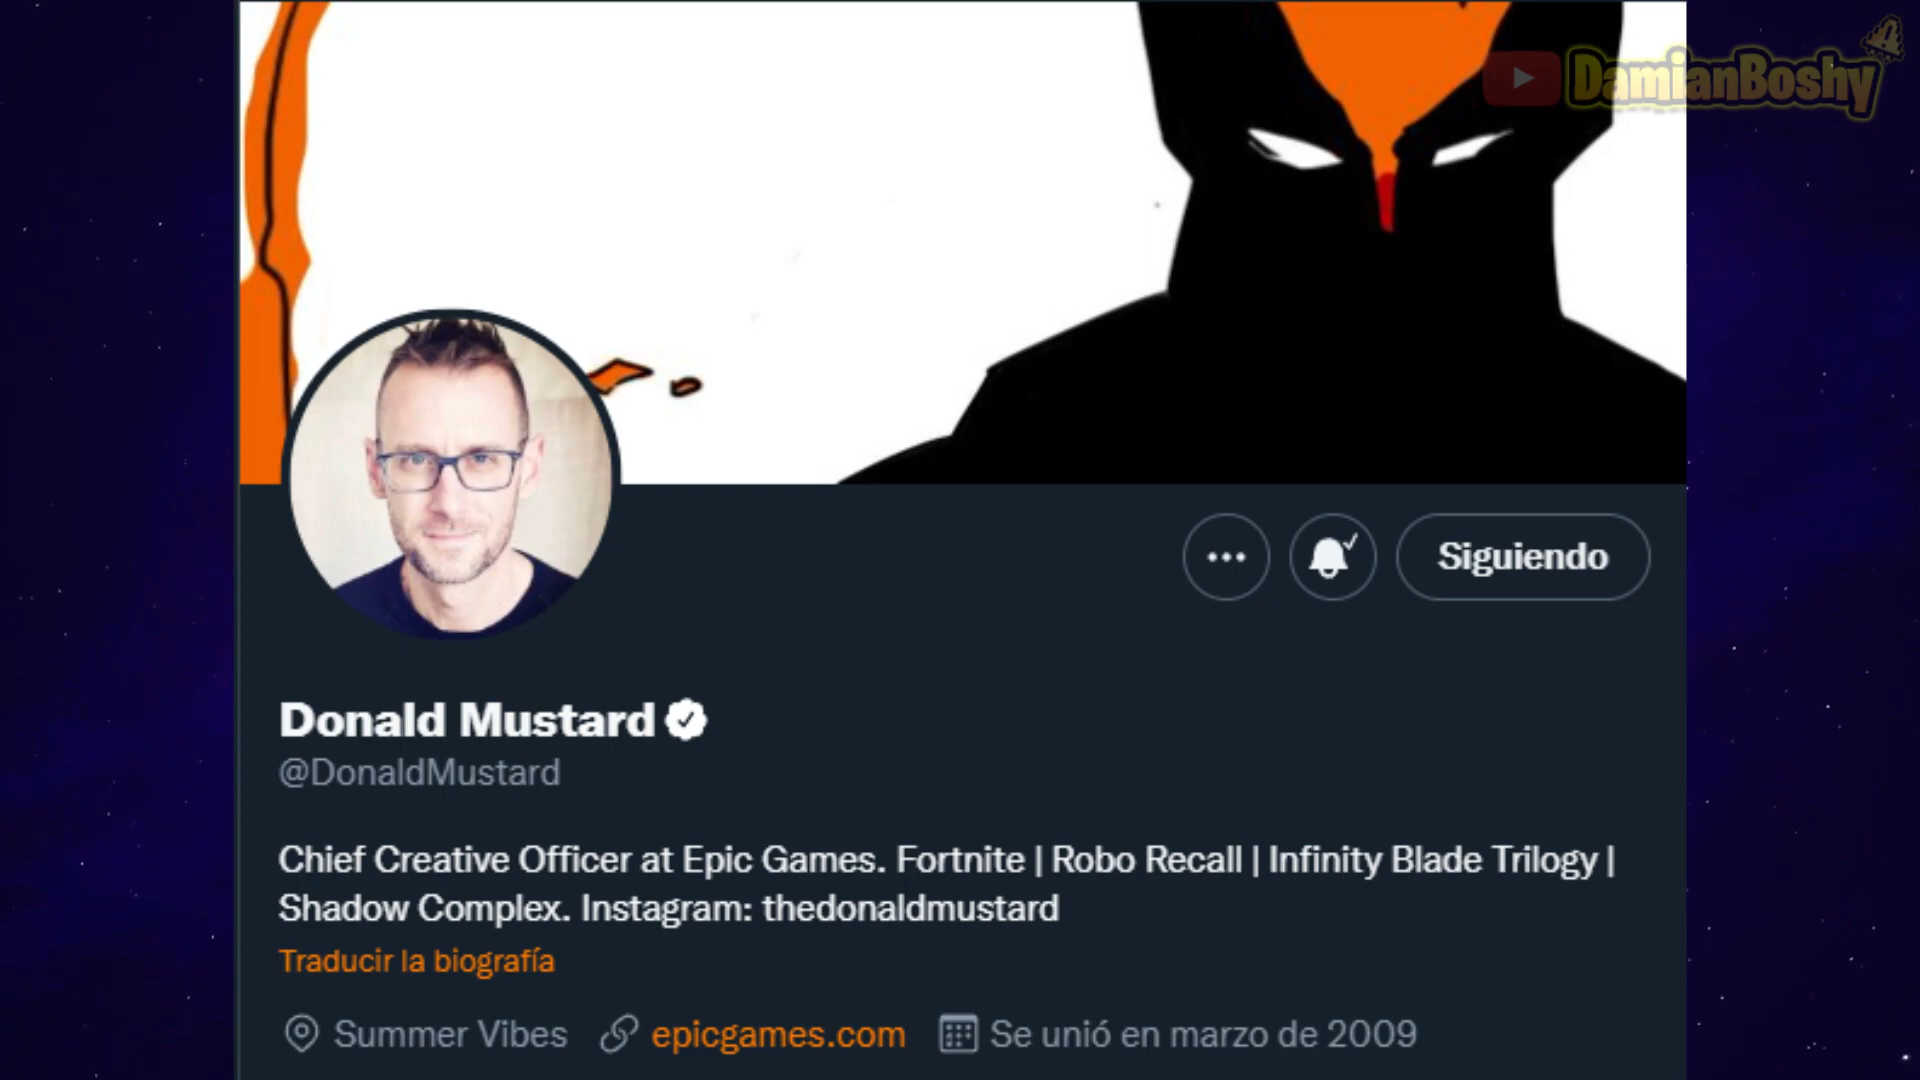 DamianBoshy
Siguiendo
Donald Mustard
@DonaldMustard
Chief Creative Officer at Epic Games. Fortnite | Robo Recall | Infinity Blade Trilogy |
Shadow Complex. Instagram: thedonaldmustard
Traducir la biografía
Summer Vibes epicgames.com Se unió en marzo de 2009